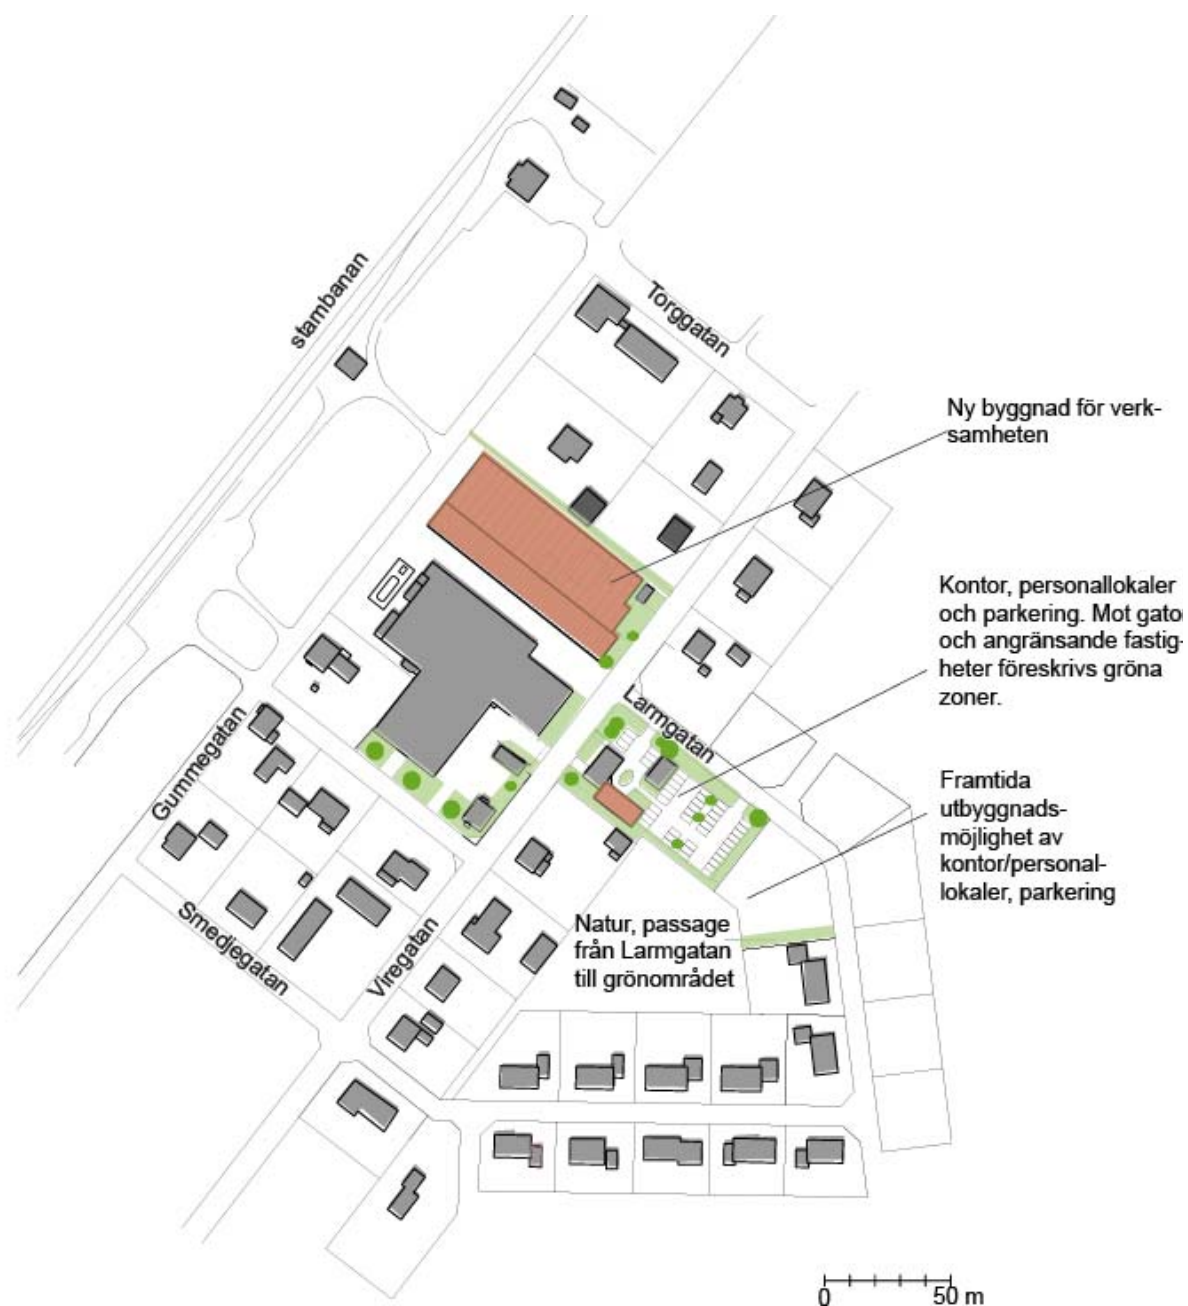 stambanan
Torggatan
Ny byggnad för verk-
samheten
Kontor, personallokaler
och parkering. Mot gator
och angränsande fastig-
heter föreskrivs gröna
zoner.
Larmgatan
Gummegatan
Framtida
utbyggnads-
möjlighet av
kontor/personal-
lokaler, parkering
Smedjegatan
Viregatan
Natur, passage
från Larmgatan
till grönområdet
0 50 m